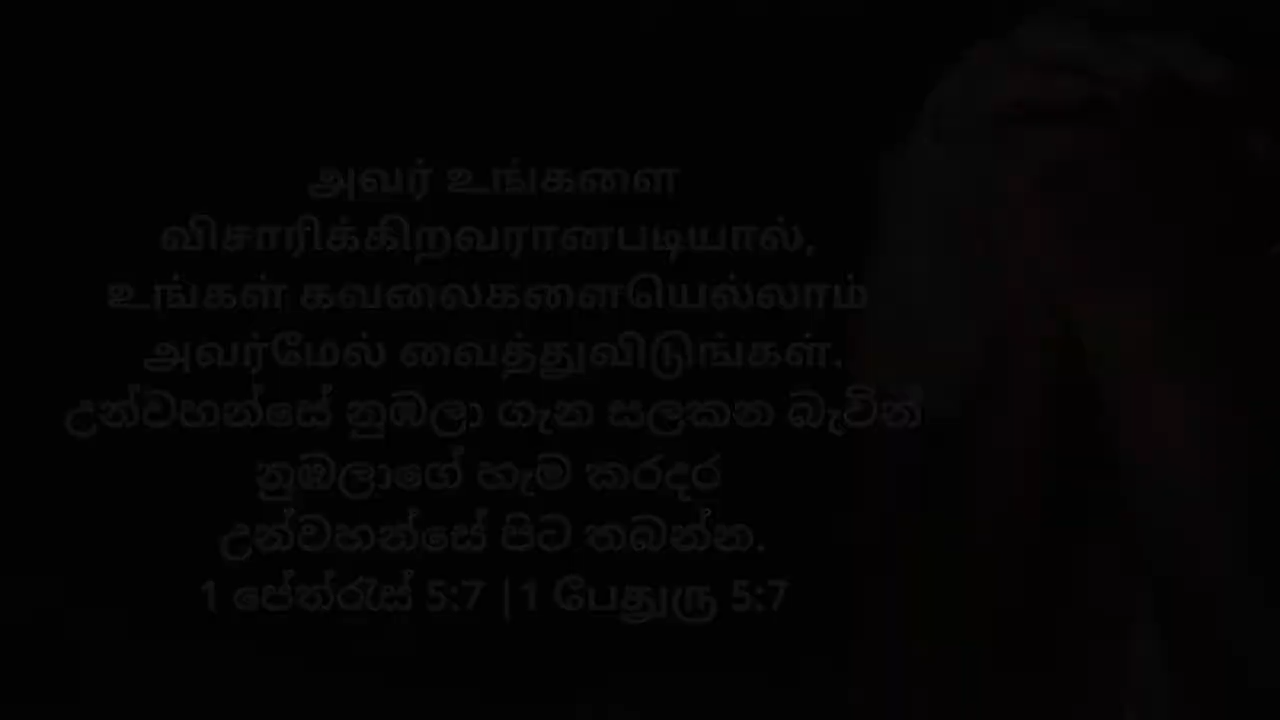 அவர் உங்களை
விசாரிக்கிறவரானபடியால்,
உங்கள் கவலைகளையெல்லாம்
அவர்மேல் வைத்துவிடுங்கள்.
උන්වහන්සේ නුඹලා ගැන සලකන බැවින්
නුඹලාගේ හැම කරදර
උන්වහන්සේ පිට තබන්න.
1 පේත්රැස් 5:7 |1 பேதுரு 5:7